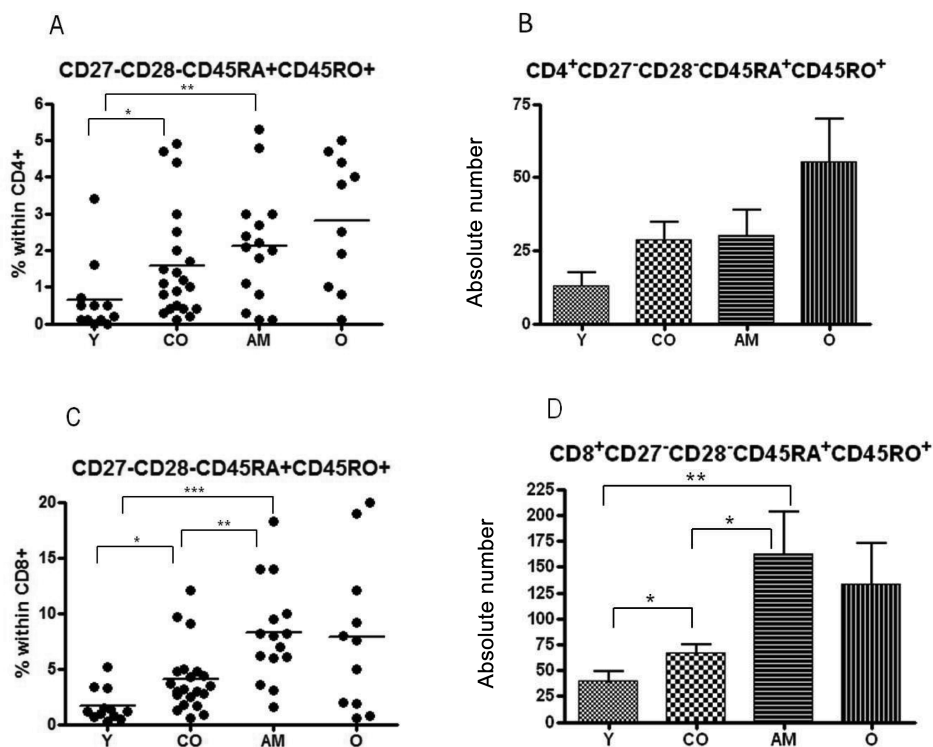 A
CD27-CD28-CD45RA+CD45RO+
**
*
6
5
4
3
2
1
0
% within CD4+
Y CO AM O
B
CD4⁺CD27⁻CD28⁻CD45RA⁺CD45RO⁺
75
50
25
0
Absolute number
Y CO AM O
C
CD27-CD28-CD45RA+CD45RO+
***
**
*
20
15
10
5
0
% within CD8+
Y CO AM O
D
CD8⁺CD27⁻CD28⁻CD45RA⁺CD45RO⁺
**
*
*
225
200
175
150
125
100
75
50
25
0
Absolute number
Y CO AM O